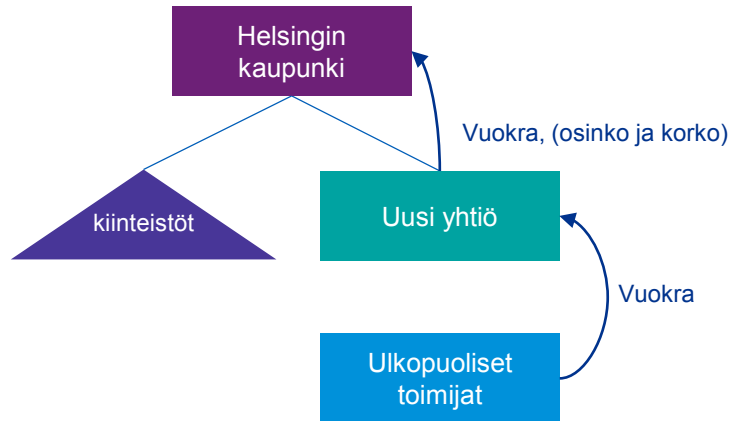 Helsingin
kaupunki
Vuokra, (osinko ja korko)
kiinteistöt
Uusi yhtiö
Vuokra
Ulkopuoliset
toimijat